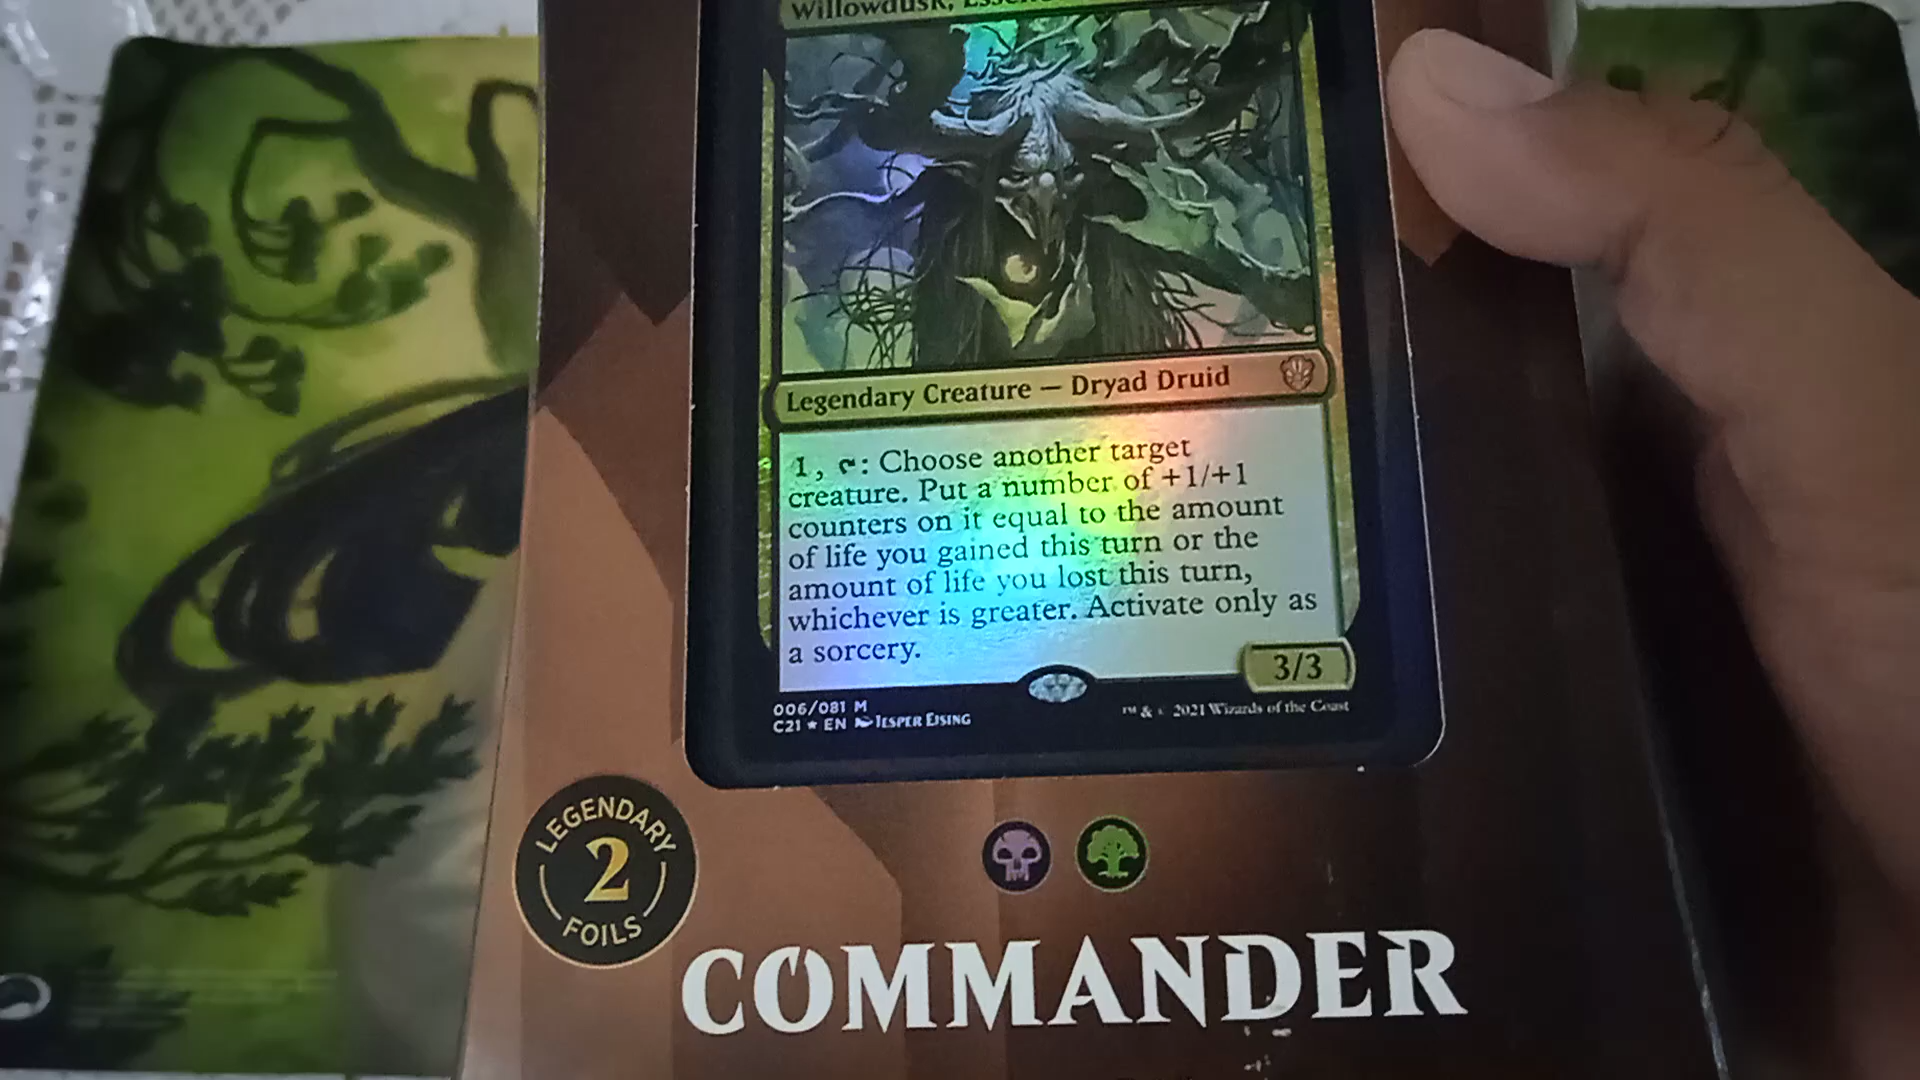 Willowdusk,
Legendary Creature — Dryad Druid
1, : Choose another target
creature. Put a number of +1/+1
counters on it equal to the amount
of life you gained this turn or the
amount of life you lost this turn,
whichever is greater. Activate only as
a sorcery.
3/3
006/081 M
C21 ★ EN JESPER EJSING
™ & © 2021 Wizards of the Coast
LEGENDARY
2
FOILS
COMMANDER